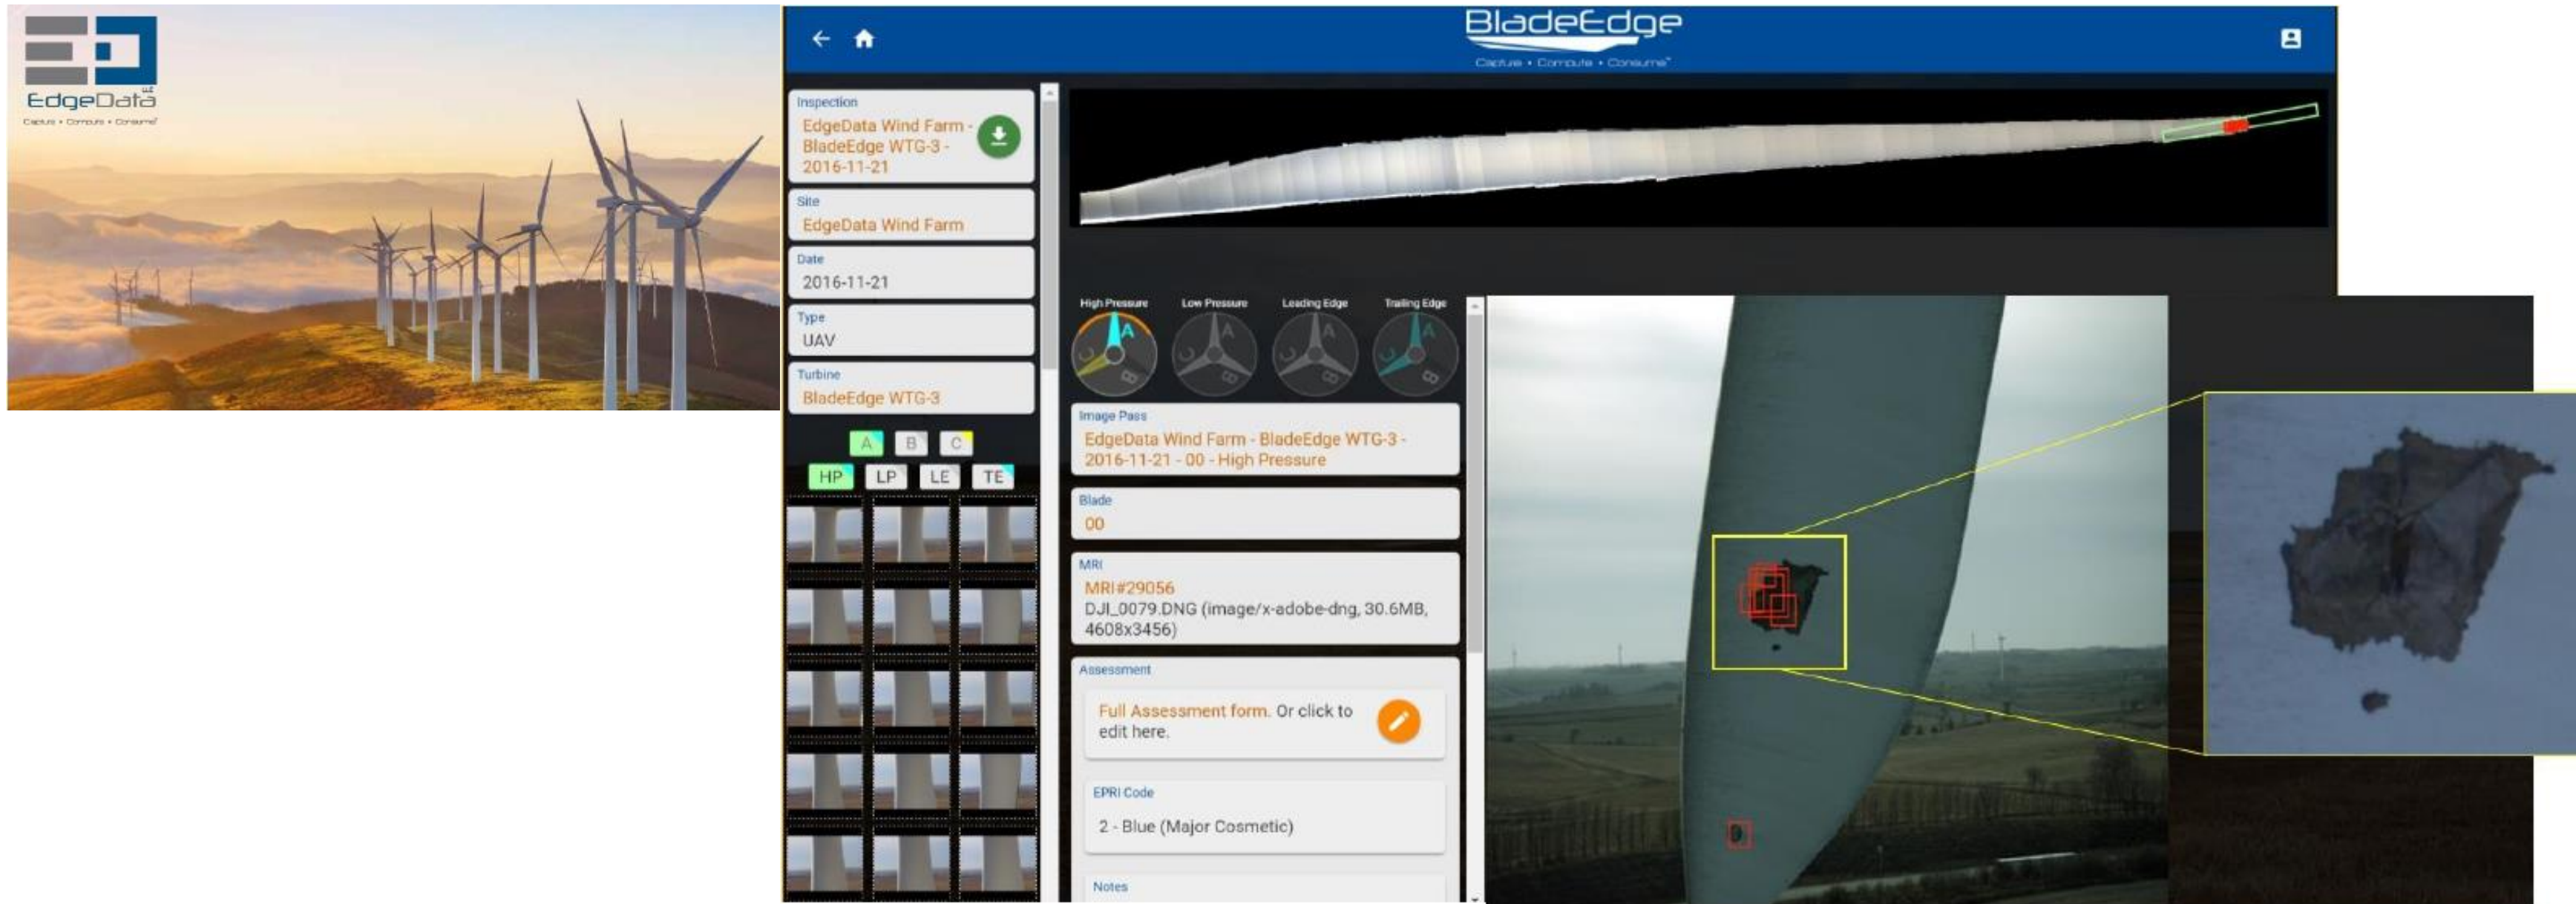 EdgeData LLC
Capture • Compute • Consume
BladeEdge
Capture • Compute • Consume™
Inspection
EdgeData Wind Farm -
BladeEdge WTG-3 -
2016-11-21
Site
EdgeData Wind Farm
Date
2016-11-21
Type
UAV
Turbine
BladeEdge WTG-3
A B C
HP LP LE TE
High Pressure Low Pressure Leading Edge Trailing Edge
A C B A C B A C B A C B
Image Pass
EdgeData Wind Farm - BladeEdge WTG-3 -
2016-11-21 - 00 - High Pressure
Blade
00
MRI
MRI#29056
DJI_0079.DNG (image/x-adobe-dng, 30.6MB,
4608x3456)
Assessment
Full Assessment form. Or click to
edit here.
EPRI Code
2 - Blue (Major Cosmetic)
Notes